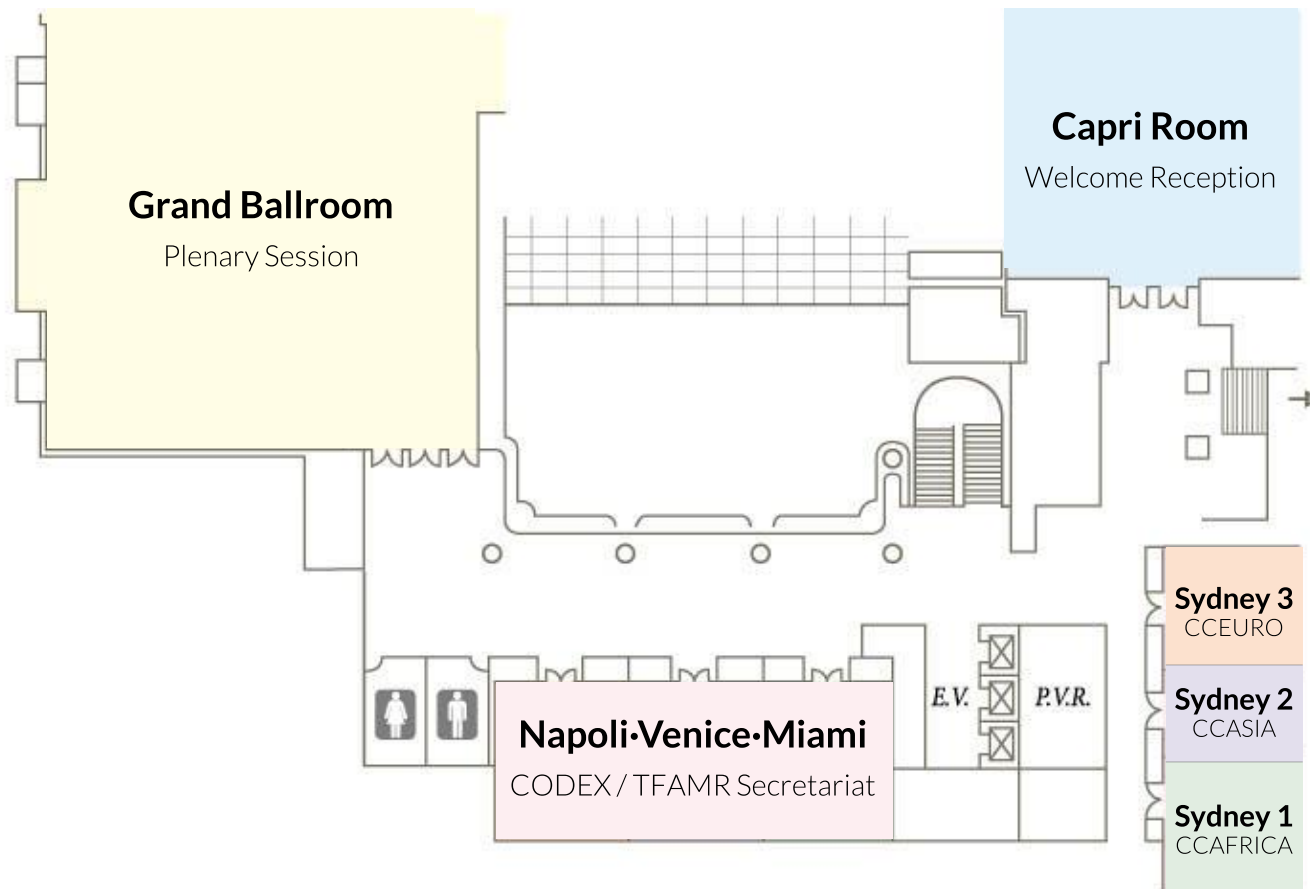 Grand Ballroom
Plenary Session
Capri Room
Welcome Reception
Sydney 3
CCEURO
Sydney 2
CCASIA
Sydney 1
CCAFRICA
E.V.
P.V.R.
Napoli·Venice·Miami
CODEX / TFAMR Secretariat